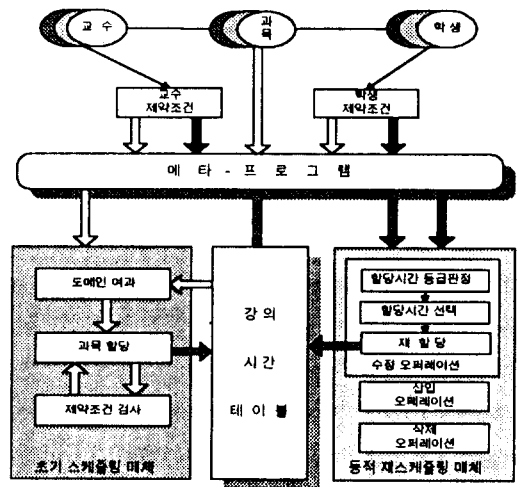 교 수
과
목
학 생
교수
제약조건
학생
제약조건
메 타 - 프 로 그 램
도메인 여과
과목 할당
제약조건 검사
초기 스케쥴링 매체
강 의
시 간
테 이 블
할당시간 등급판정
할당시간 선택
재 할 당
수정 오퍼레이션
삽입
오퍼레이션
삭제
오퍼레이션
동적 재스케쥴링 매체